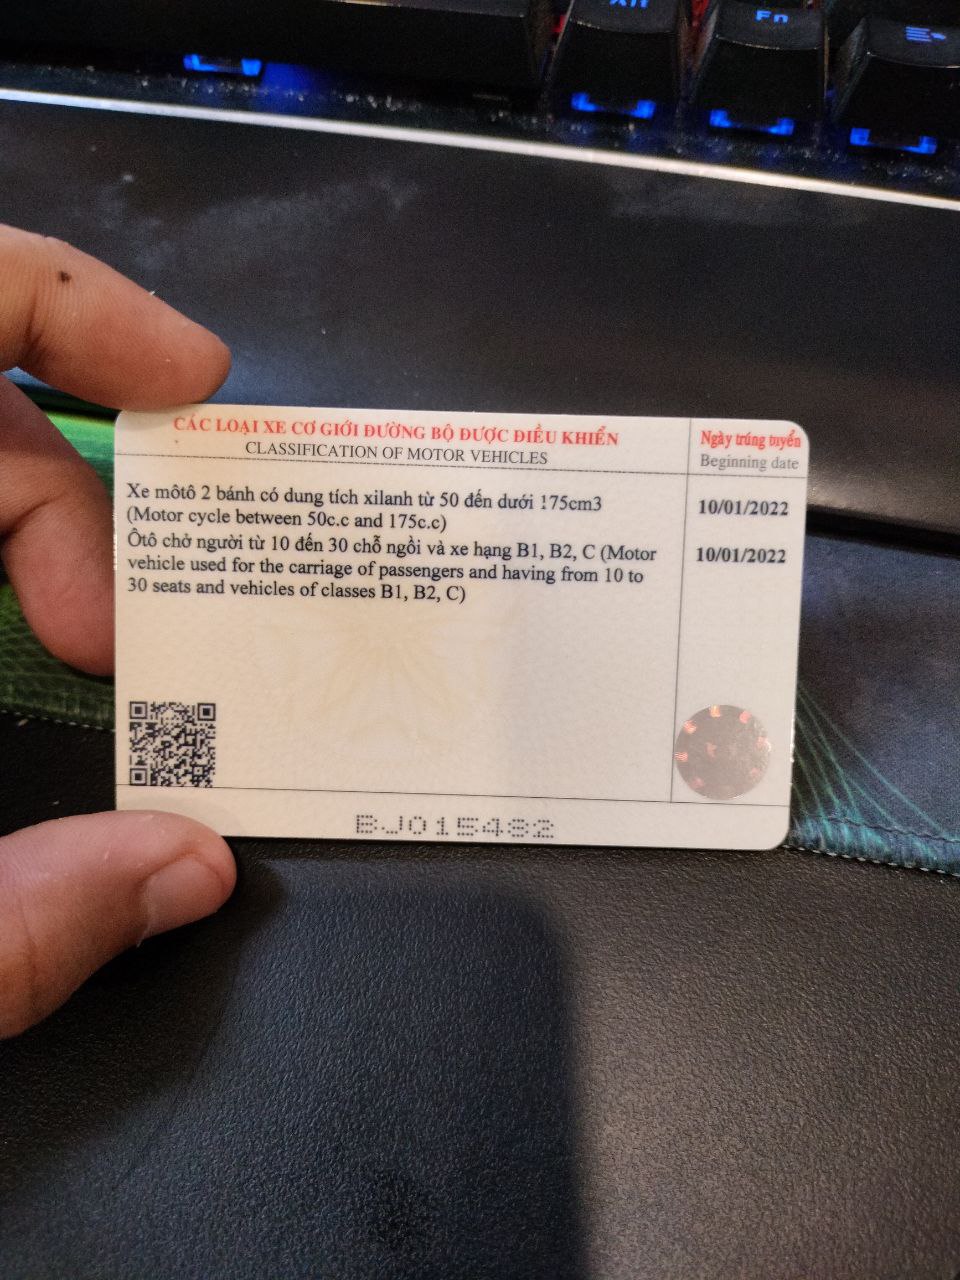 Alt
Fn
CÁC LOẠI XE CƠ GIỚI ĐƯỜNG BỘ ĐƯỢC ĐIỀU KHIỂN
CLASSIFICATION OF MOTOR VEHICLES
Ngày trúng tuyển
Beginning date
Xe môtô 2 bánh có dung tích xilanh từ 50 đến dưới 175cm3
(Motor cycle between 50c.c and 175c.c)
10/01/2022
Ôtô chở người từ 10 đến 30 chỗ ngồi và xe hạng B1, B2, C (Motor
vehicle used for the carriage of passengers and having from 10 to
30 seats and vehicles of classes B1, B2, C)
10/01/2022
BJ015482